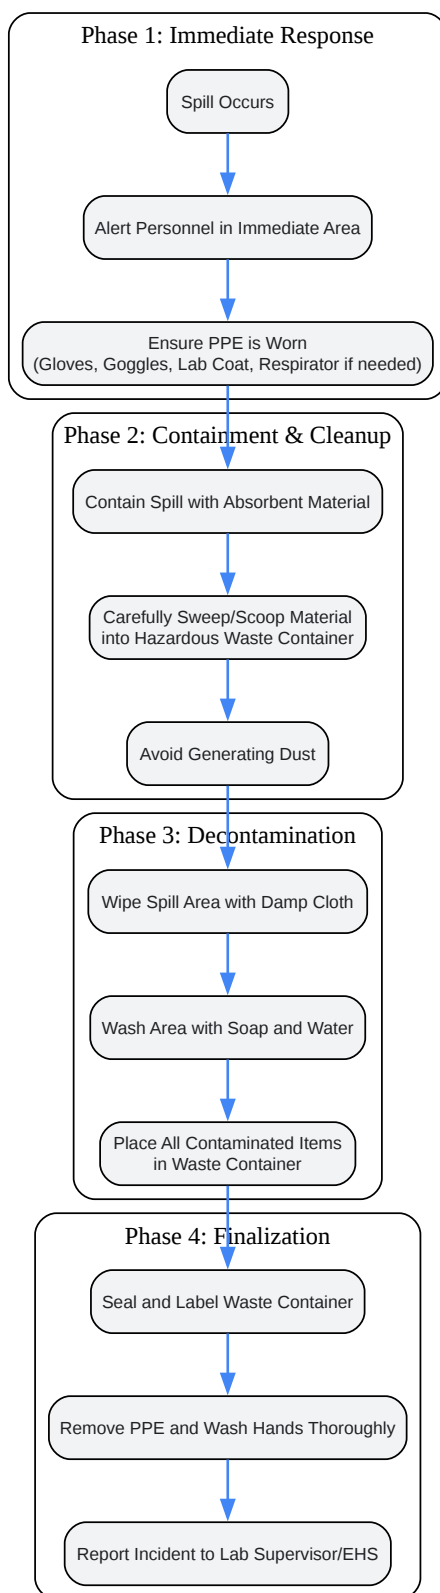 Phase 1: Immediate Response
Spill Occurs
Alert Personnel in Immediate Area
Ensure PPE is Worn
(Gloves, Goggles, Lab Coat, Respirator if needed)
Phase 2: Containment & Cleanup
Contain Spill with Absorbent Material
Carefully Sweep/Scoop Material
into Hazardous Waste Container
Avoid Generating Dust
Phase 3: Decontamination
Wipe Spill Area with Damp Cloth
Wash Area with Soap and Water
Place All Contaminated Items
in Waste Container
Phase 4: Finalization
Seal and Label Waste Container
Remove PPE and Wash Hands Thoroughly
Report Incident to Lab Supervisor/EHS